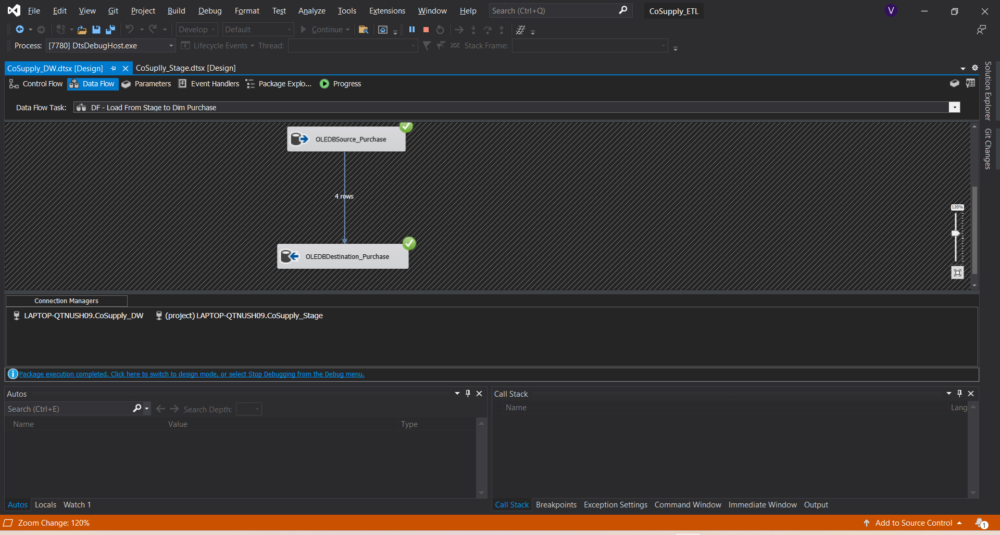 File Edit View Git Project Build Debug Format Test Analyze Tools Extensions Window Help Search (Ctrl+Q) CoSupply_ETL V
Develop Default Continue
Process: [7780] DtsDebugHost.exe Lifecycle Events Thread: Stack Frame:
CoSupply_DW.dtsx [Design] CoSuplly_Stage.dtsx [Design]
Control Flow Data Flow Parameters Event Handlers Package Explo... Progress
Data Flow Task: DF - Load From Stage to Dim Purchase
Solution Explorer
Git Changes
OLEDBSource_Purchase
4 rows
120%
OLEDBDestination_Purchase
Connection Managers
LAPTOP-QTNUSH09.CoSupply_DW (project) LAPTOP-QTNUSH09.CoSupply_Stage
Package execution completed. Click here to switch to design mode, or select Stop Debugging from the Debug menu.
Autos
Search (Ctrl+E) Search Depth:
Name Value Type
Autos Locals Watch 1
Call Stack
Name Lang
Call Stack Breakpoints Exception Settings Command Window Immediate Window Output
Zoom Change: 120% Add to Source Control 1